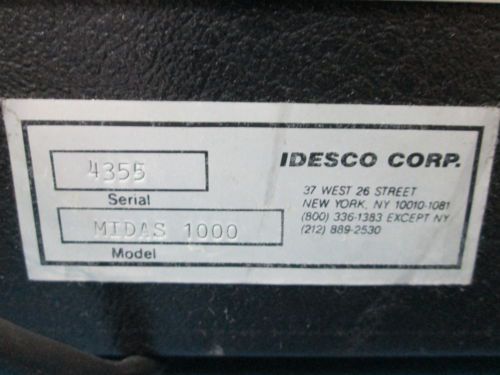 4355
Serial
MIDAS 1000
Model
IDESCO CORP.
37 WEST 26 STREET
NEW YORK, NY 10010-1081
(800) 336-1383 EXCEPT NY
(212) 889-2530